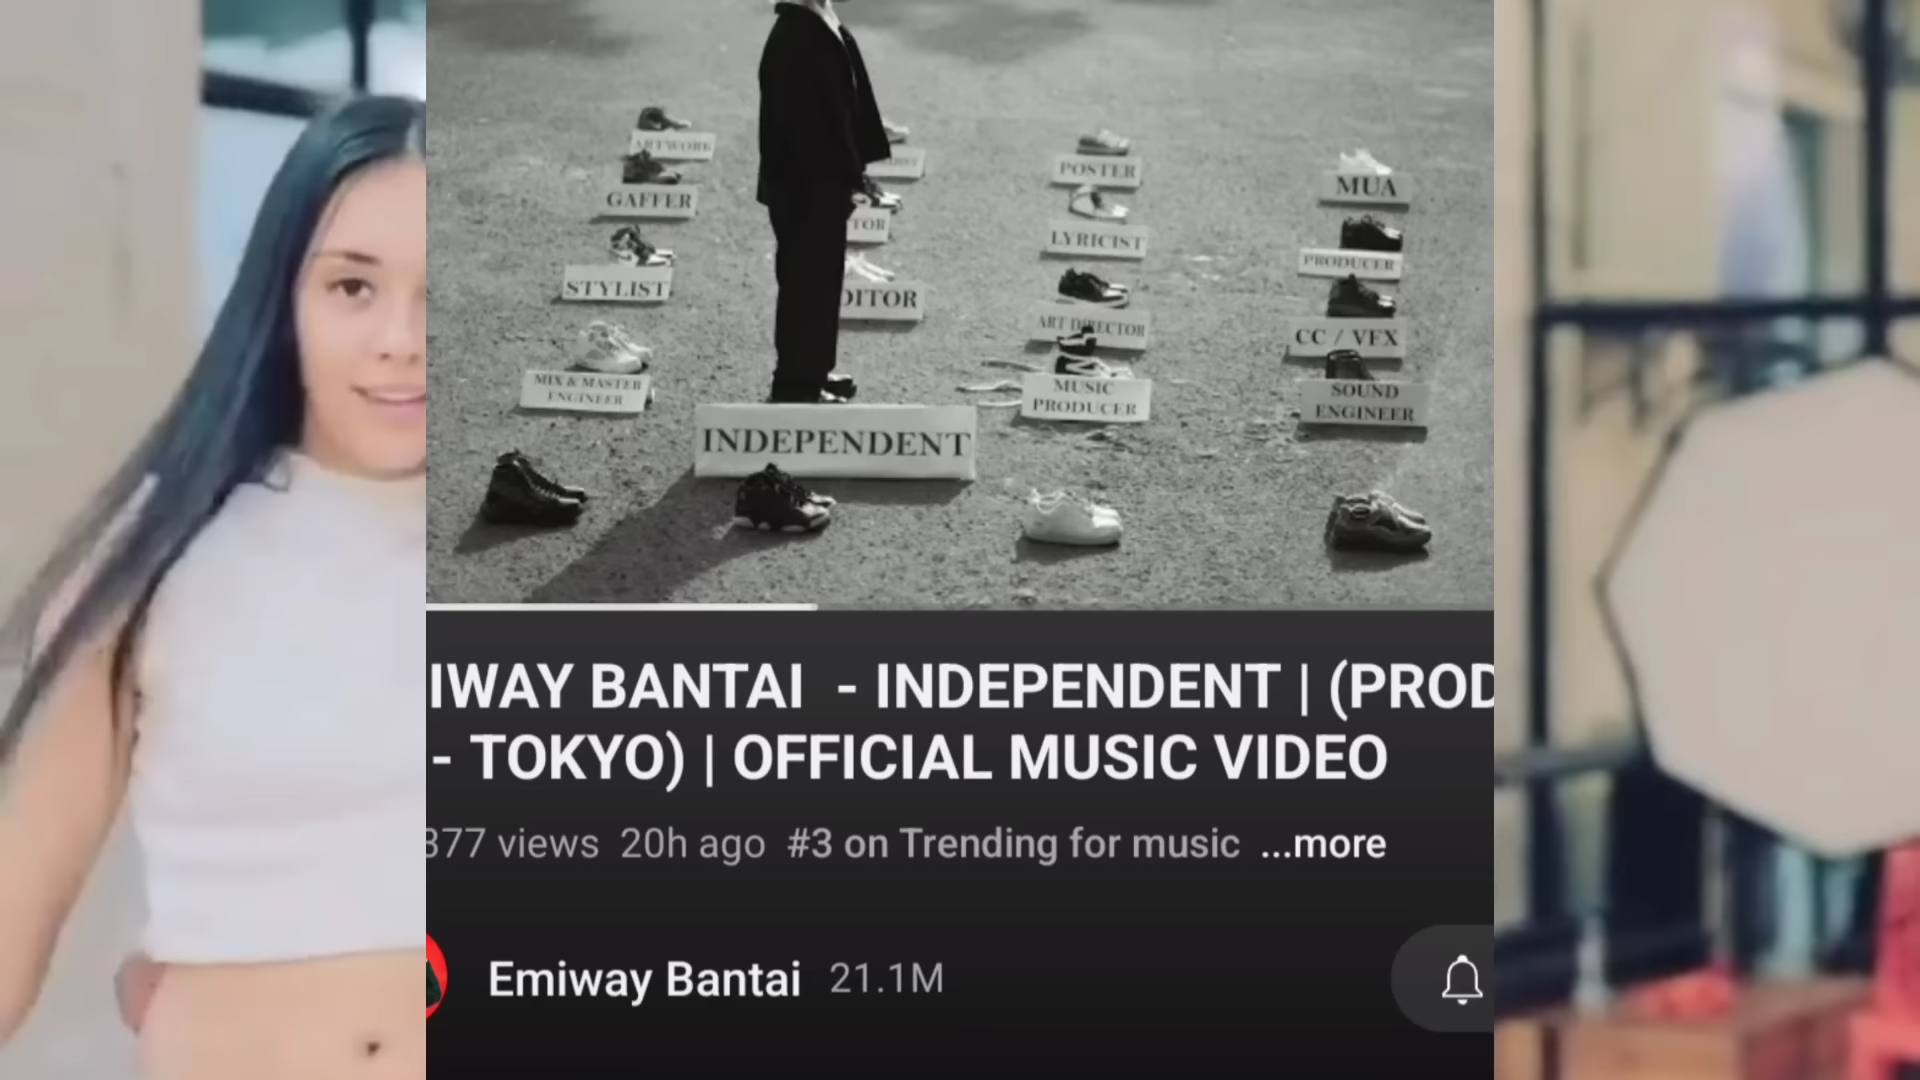 ARTWORK
GAFFER
STYLIST
MIX & MASTER
ENGINEER
INDEPENDENT
POSTER
LYRICIST
ART DIRECTOR
MUSIC
PRODUCER
MUA
PRODUCER
CC / VFX
SOUND
ENGINEER
IWAY BANTAI - INDEPENDENT | (PROD
- TOKYO) | OFFICIAL MUSIC VIDEO
377 views 20h ago #3 on Trending for music ...more
Emiway Bantai 21.1M